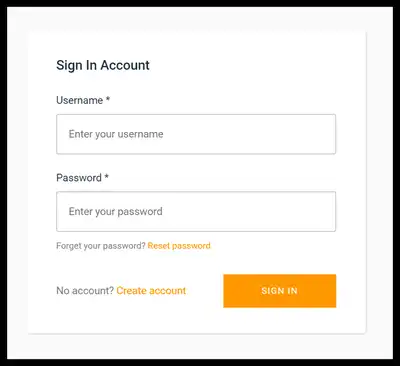 Sign In Account
Username *
Enter your username
Password *
Enter your password
Forget your password? Reset password
No account? Create account
SIGN IN